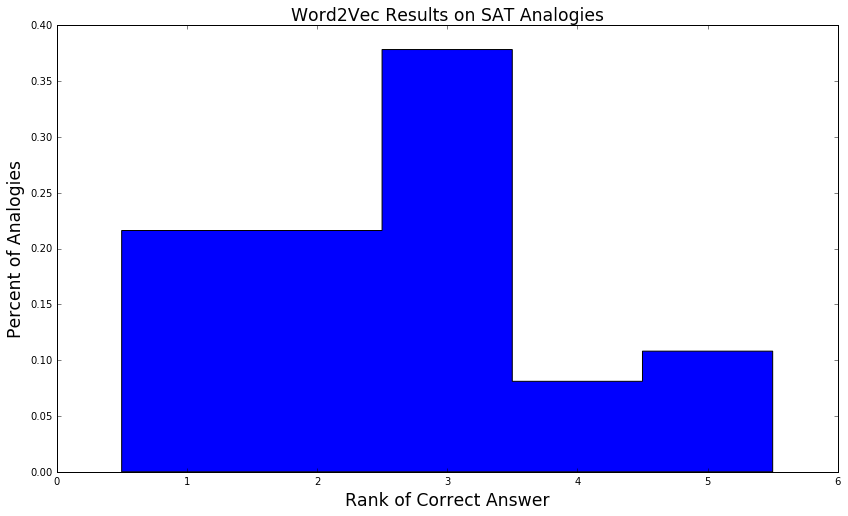 Word2Vec Results on SAT Analogies
0.40
0.35
0.30
0.25
0.20
0.15
0.10
0.05
0.00
Percent of Analogies
0 1 2 3 4 5 6
Rank of Correct Answer